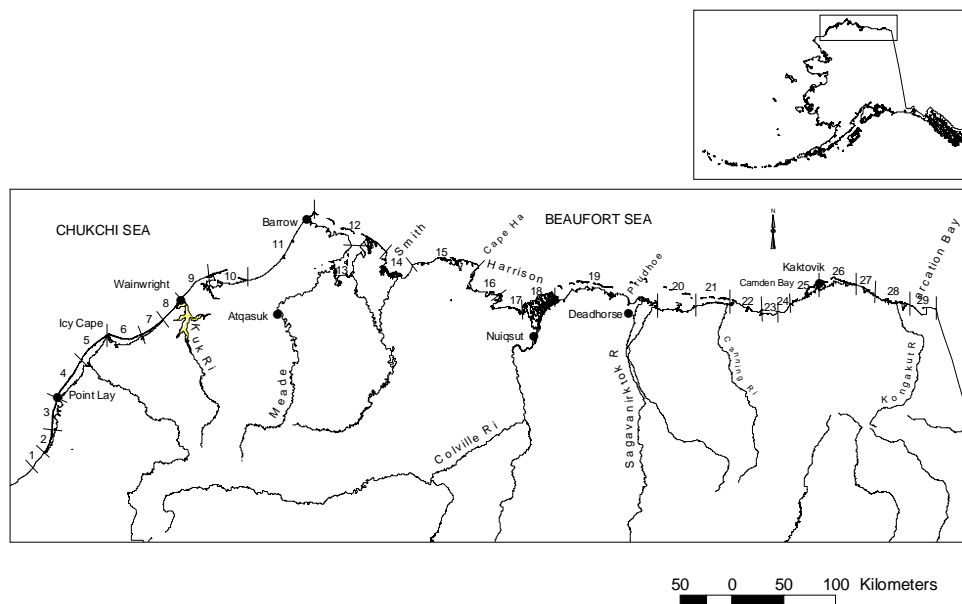 CHUKCHI SEA
BEAUFORT SEA
N
Barrow
Wainwright
Icy Cape
Point Lay
Atqasuk
Nuiqsut
Deadhorse
Kaktovik
Camden Bay
Kuk Ri
Meade
Smith
Cape Ha
Harrison
Colville Ri
Prudhoe
Sagavanirktok R
Canning Ri
Kongakut R
arcation Bay
1
2
3
4
5
6
7
8
9
10
11
12
13
14
15
16
17
18
19
20
21
22
23
24
25
26
27
28
29
50 0 50 100 Kilometers